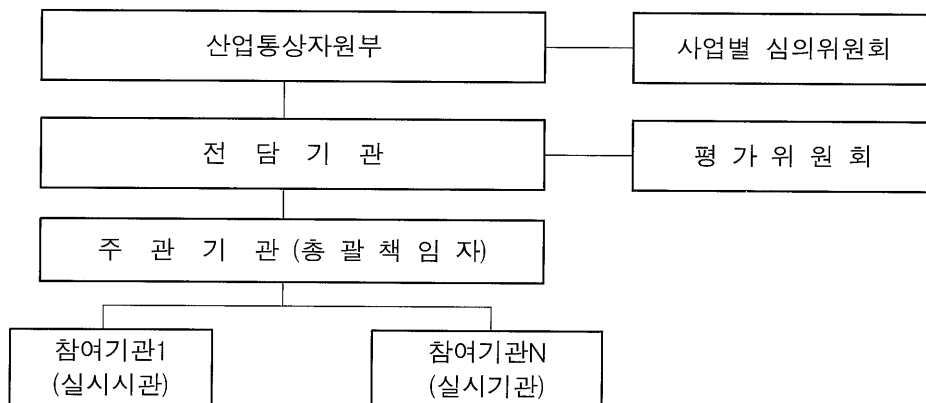 산업통상자원부
사업별 심의위원회
전 담 기 관
평 가 위 원 회
주 관 기 관 (총 괄 책 임 자)
참여기관1
(실시시관)
참여기관N
(실시기관)